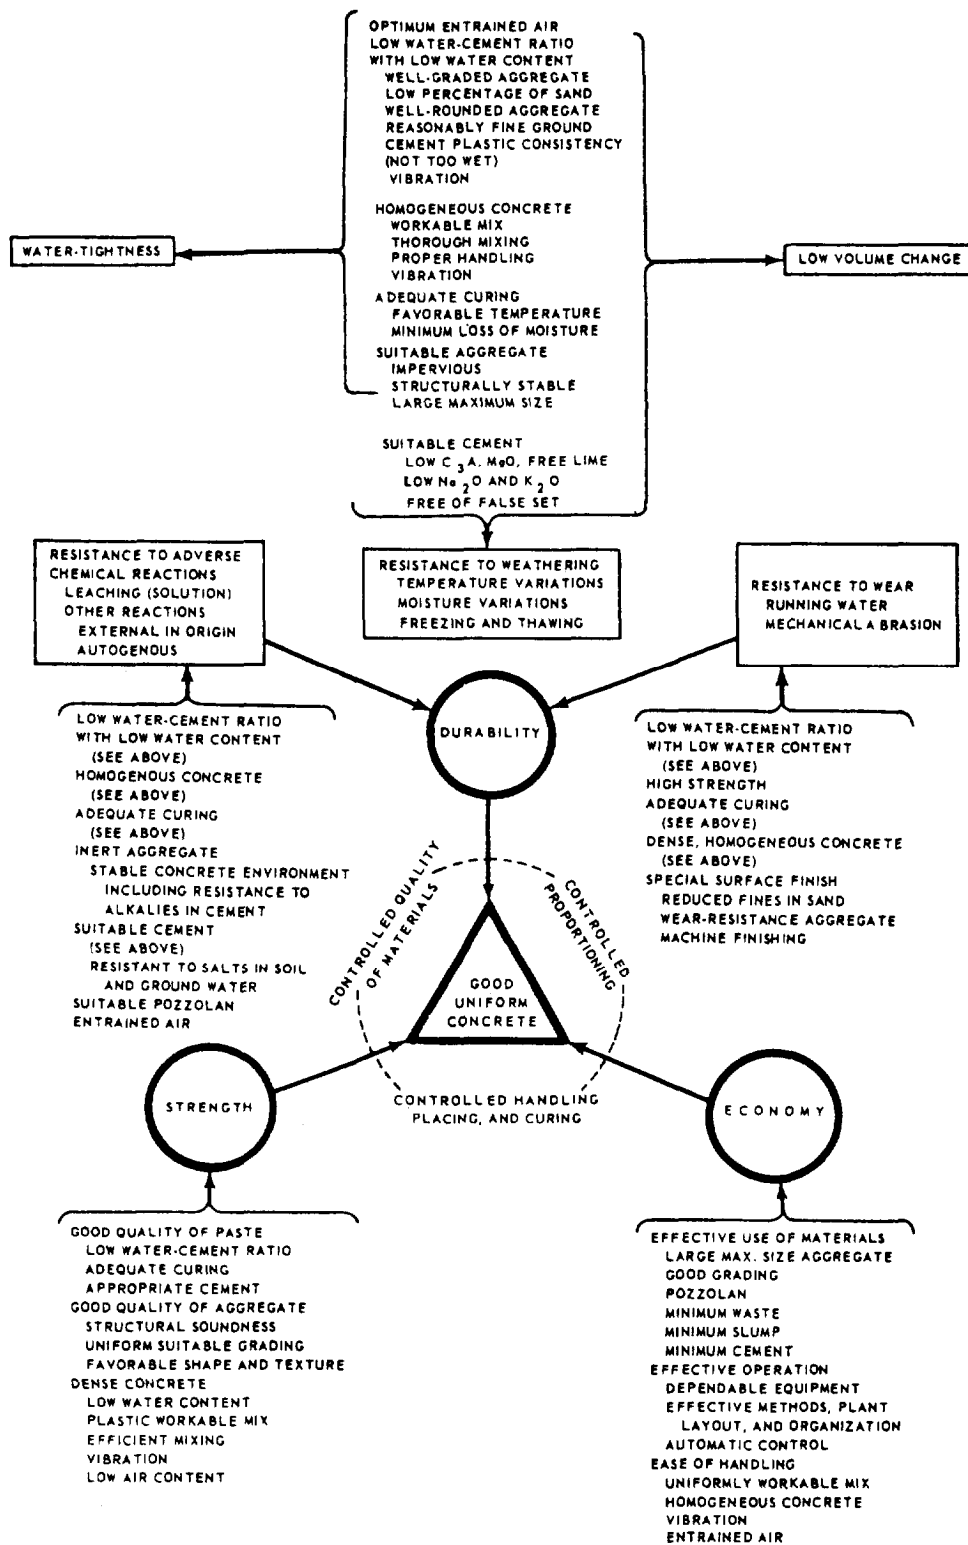 OPTIMUM ENTRAINED AIR
LOW WATER-CEMENT RATIO
WITH LOW WATER CONTENT
WELL-GRADED AGGREGATE
LOW PERCENTAGE OF SAND
WELL-ROUNDED AGGREGATE
REASONABLY FINE GROUND
CEMENT PLASTIC CONSISTENCY
(NOT TOO WET)
VIBRATION
HOMOGENEOUS CONCRETE
WORKABLE MIX
THOROUGH MIXING
PROPER HANDLING
VIBRATION
WATER-TIGHTNESS
LOW VOLUME CHANGE
ADEQUATE CURING
FAVORABLE TEMPERATURE
MINIMUM LOSS OF MOISTURE
SUITABLE AGGREGATE
IMPERVIOUS
STRUCTURALLY STABLE
LARGE MAXIMUM SIZE
SUITABLE CEMENT
LOW C3A, MgO, FREE LIME
LOW Na2O AND K2O
FREE OF FALSE SET
RESISTANCE TO ADVERSE
CHEMICAL REACTIONS
LEACHING (SOLUTION)
OTHER REACTIONS
EXTERNAL IN ORIGIN
AUTOGENOUS
RESISTANCE TO WEATHERING
TEMPERATURE VARIATIONS
MOISTURE VARIATIONS
FREEZING AND THAWING
RESISTANCE TO WEAR
RUNNING WATER
MECHANICAL A BRASION
DURABILITY
LOW WATER-CEMENT RATIO
WITH LOW WATER CONTENT
(SEE ABOVE)
HOMOGENOUS CONCRETE
(SEE ABOVE)
ADEQUATE CURING
(SEE ABOVE)
INERT AGGREGATE
STABLE CONCRETE ENVIRONMENT
INCLUDING RESISTANCE TO
ALKALIES IN CEMENT
SUITABLE CEMENT
(SEE ABOVE)
RESISTANT TO SALTS IN SOIL
AND GROUND WATER
SUITABLE POZZOLAN
ENTRAINED AIR
LOW WATER-CEMENT RATIO
WITH LOW WATER CONTENT
(SEE ABOVE)
HIGH STRENGTH
ADEQUATE CURING
(SEE ABOVE)
DENSE, HOMOGENEOUS CONCRETE
(SEE ABOVE)
SPECIAL SURFACE FINISH
REDUCED FINES IN SAND
WEAR-RESISTANCE AGGREGATE
MACHINE FINISHING
CONTROLLED QUALITY
OF MATERIALS
CONTROLLED
PROPORTIONING
GOOD
UNIFORM
CONCRETE
CONTROLLED HANDLING
PLACING, AND CURING
STRENGTH
ECONOMY
GOOD QUALITY OF PASTE
LOW WATER-CEMENT RATIO
ADEQUATE CURING
APPROPRIATE CEMENT
GOOD QUALITY OF AGGREGATE
STRUCTURAL SOUNDNESS
UNIFORM SUITABLE GRADING
FAVORABLE SHAPE AND TEXTURE
DENSE CONCRETE
LOW WATER CONTENT
PLASTIC WORKABLE MIX
EFFICIENT MIXING
VIBRATION
LOW AIR CONTENT
EFFECTIVE USE OF MATERIALS
LARGE MAX. SIZE AGGREGATE
GOOD GRADING
POZZOLAN
MINIMUM WASTE
MINIMUM SLUMP
MINIMUM CEMENT
EFFECTIVE OPERATION
DEPENDABLE EQUIPMENT
EFFECTIVE METHODS, PLANT
LAYOUT, AND ORGANIZATION
AUTOMATIC CONTROL
EASE OF HANDLING
UNIFORMLY WORKABLE MIX
HOMOGENEOUS CONCRETE
VIBRATION
ENTRAINED AIR